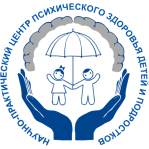 НАУЧНО-ПРАКТИЧЕСКИЙ ЦЕНТР ПСИХИЧЕСКОГО ЗДОРОВЬЯ ДЕТЕЙ И ПОДРОСТКОВ